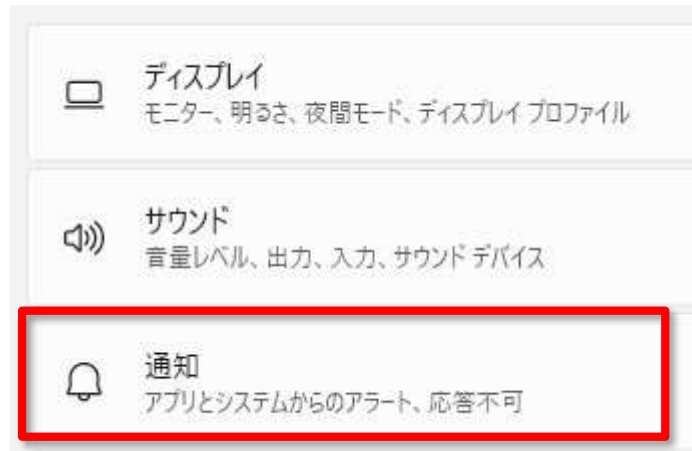 ディスプレイ
モニター、明るさ、夜間モード、ディスプレイ プロファイル
サウンド
音量レベル、出力、入力、サウンド デバイス
通知
アプリとシステムからのアラート、応答不可